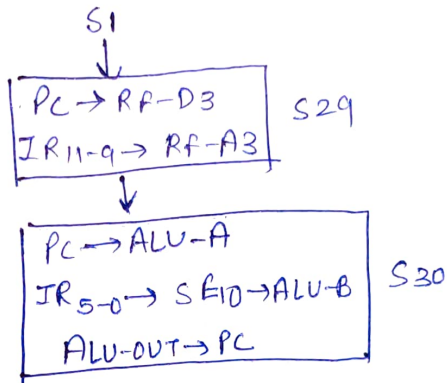 S1
PC → RF-D3
IR11-9 → RF-A3
S29
PC → ALU-A
IR5-0 → SE10 → ALU-B
ALU-OUT → PC
S30